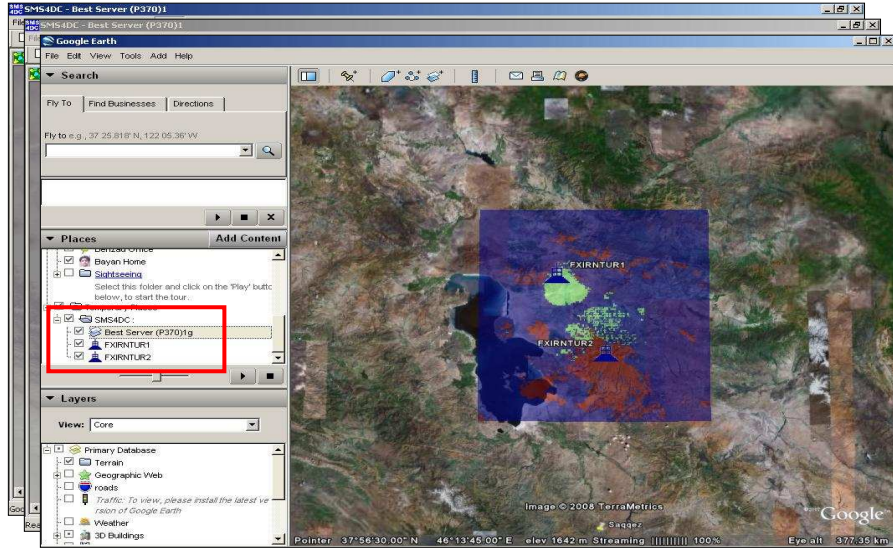 SMS4DC - Best Server (P370)1
SMS4DC - Best Server (P370)1
Google Earth
File Edit View Tools Add Help
Search
Fly To Find Businesses Directions
Fly to e.g., 37 25.818' N, 122 05.36' W
Places Add Content
Behzad Office
Bayan Home
Sightseeing
Select this folder and click on the 'Play' butto
below, to start the tour.
Temporary Places
SMS4DC :
Best Server (P370)1g
FXIRNTUR1
FXIRNTUR2
Layers
View: Core
Primary Database
Terrain
Geographic Web
roads
Traffic: To view, please install the latest ve
rsion of Google Earth
Weather
3D Buildings
FXIRNTUR1
FXIRNTUR2
Image © 2008 TerraMetrics
Saqqez
Google
Pointer 37°56'30.00" N 46°13'45.00" E elev 1642 m Streaming |||||||||| 100% Eye alt 377.35 km